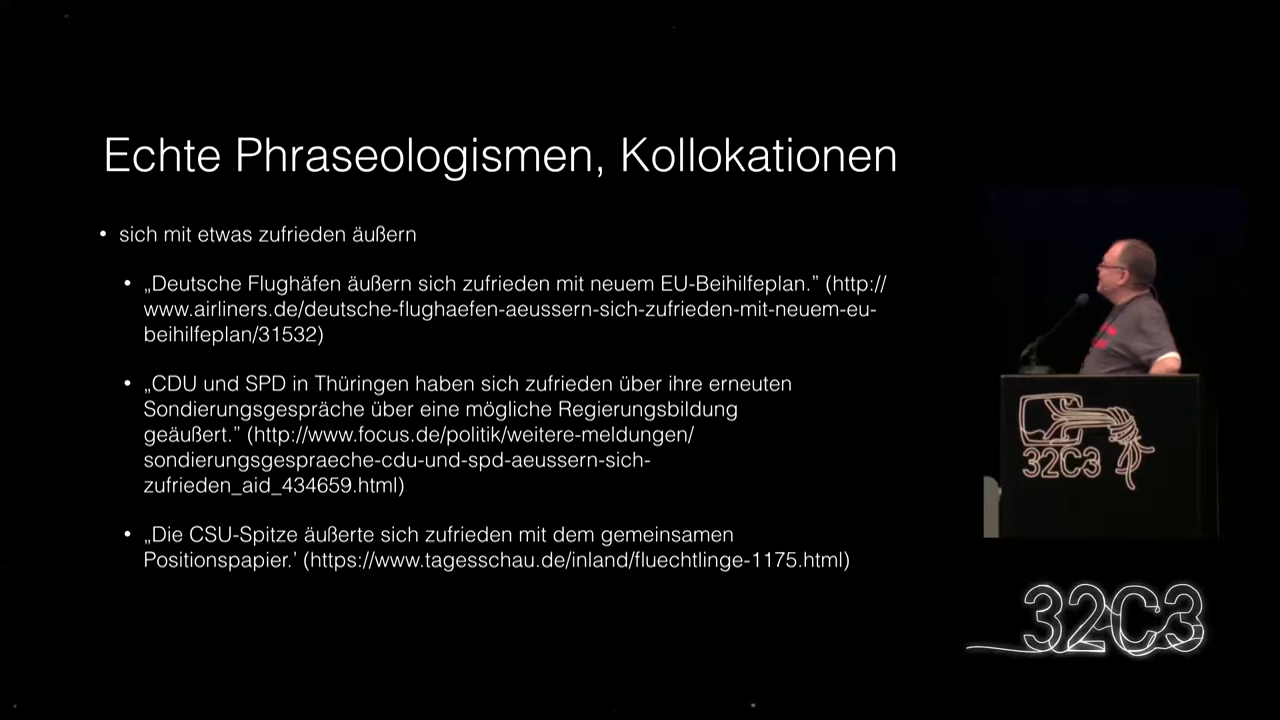 Echte Phraseologismen, Kollokationen
• sich mit etwas zufrieden äußern
• „Deutsche Flughäfen äußern sich zufrieden mit neuem EU-Beihilfeplan.” (http://
www.airliners.de/deutsche-flughaefen-aeussern-sich-zufrieden-mit-neuem-eu-
beihilfeplan/31532)
• „CDU und SPD in Thüringen haben sich zufrieden über ihre erneuten
Sondierungsgespräche über eine mögliche Regierungsbildung
geäußert.” (http://www.focus.de/politik/weitere-meldungen/
sondierungsgespraeche-cdu-und-spd-aeussern-sich-
zufrieden_aid_434659.html)
• „Die CSU-Spitze äußerte sich zufrieden mit dem gemeinsamen
Positionspapier.’ (https://www.tagesschau.de/inland/fluechtlinge-1175.html)
32C3
32C3